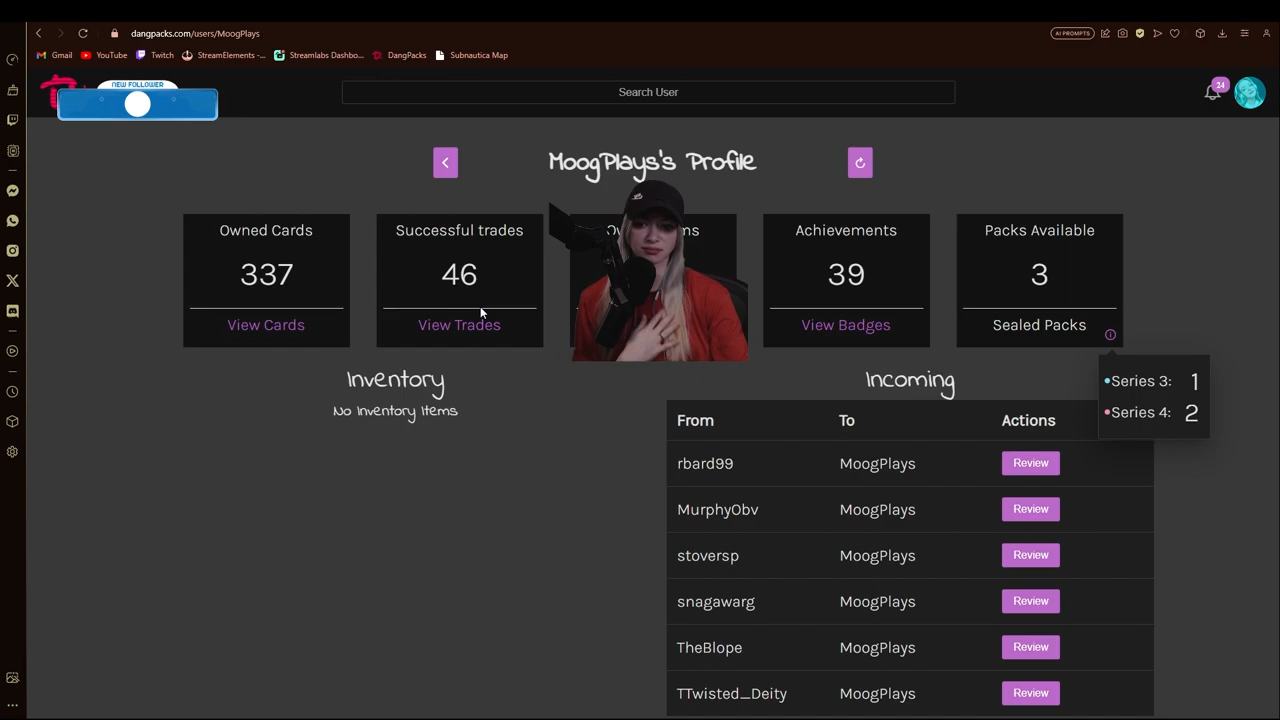 dangpacks.com/users/MoogPlays
AI PROMPTS
Gmail YouTube Twitch StreamElements -... Streamlabs Dashbo... DangPacks Subnautica Map
NEW FOLLOWER
Search User
24
MoogPlays's Profile
Owned Cards
337
View Cards
Successful trades
46
View Trades
Achievements
39
View Badges
Packs Available
3
Sealed Packs
Series 3: 1
Series 4: 2
Inventory
No Inventory Items
Incoming
From To Actions
rbard99 MoogPlays Review
MurphyObv MoogPlays Review
stoversp MoogPlays Review
snagawarg MoogPlays Review
TheBlope MoogPlays Review
TTwisted_Deity MoogPlays Review